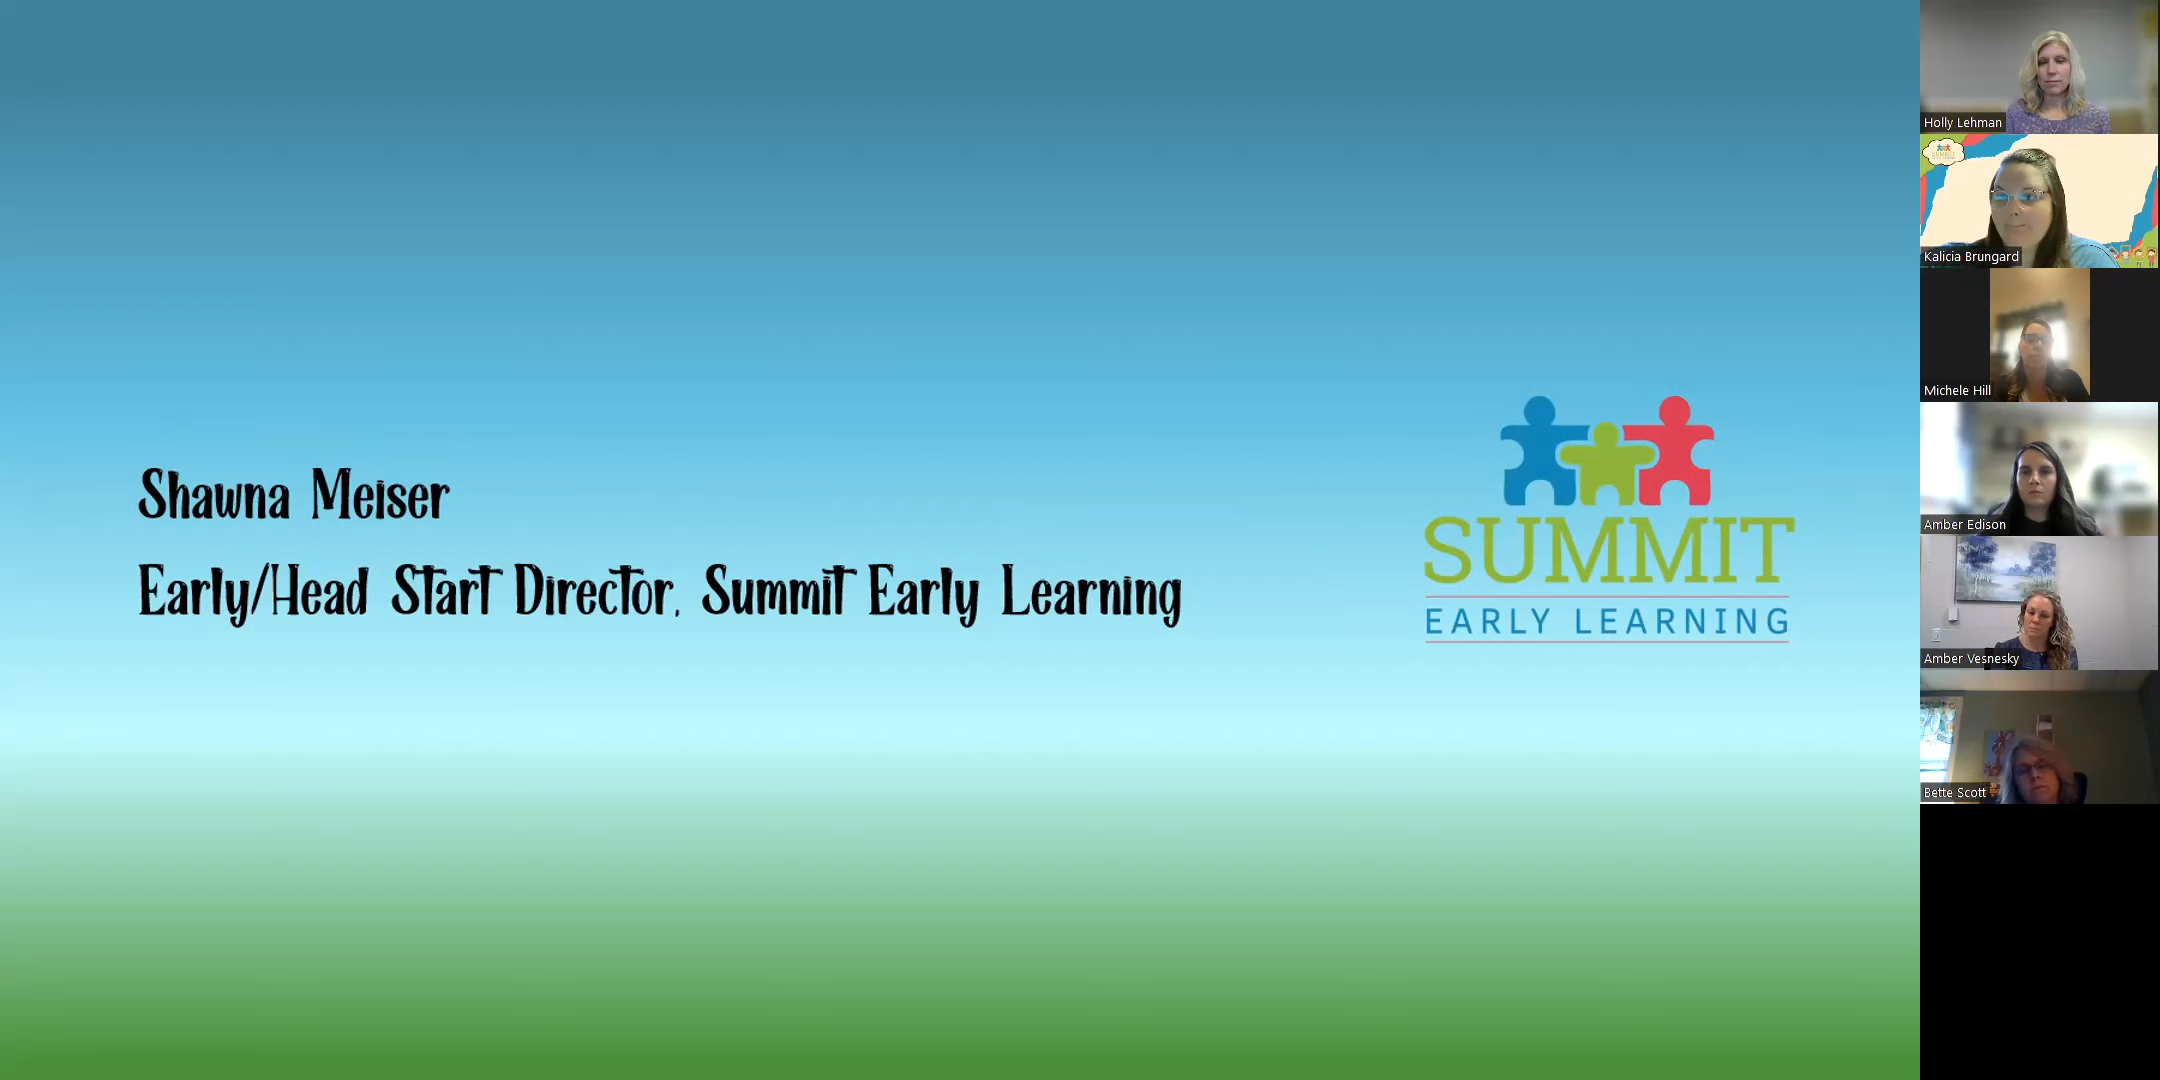 Shawna Meiser
Early/Head Start Director, Summit Early Learning
SUMMIT
EARLY LEARNING
Holly Lehman
SUMMIT
Kalicia Brungard
Michele Hill
Amber Edison
Amber Vesnesky
Bette Scott